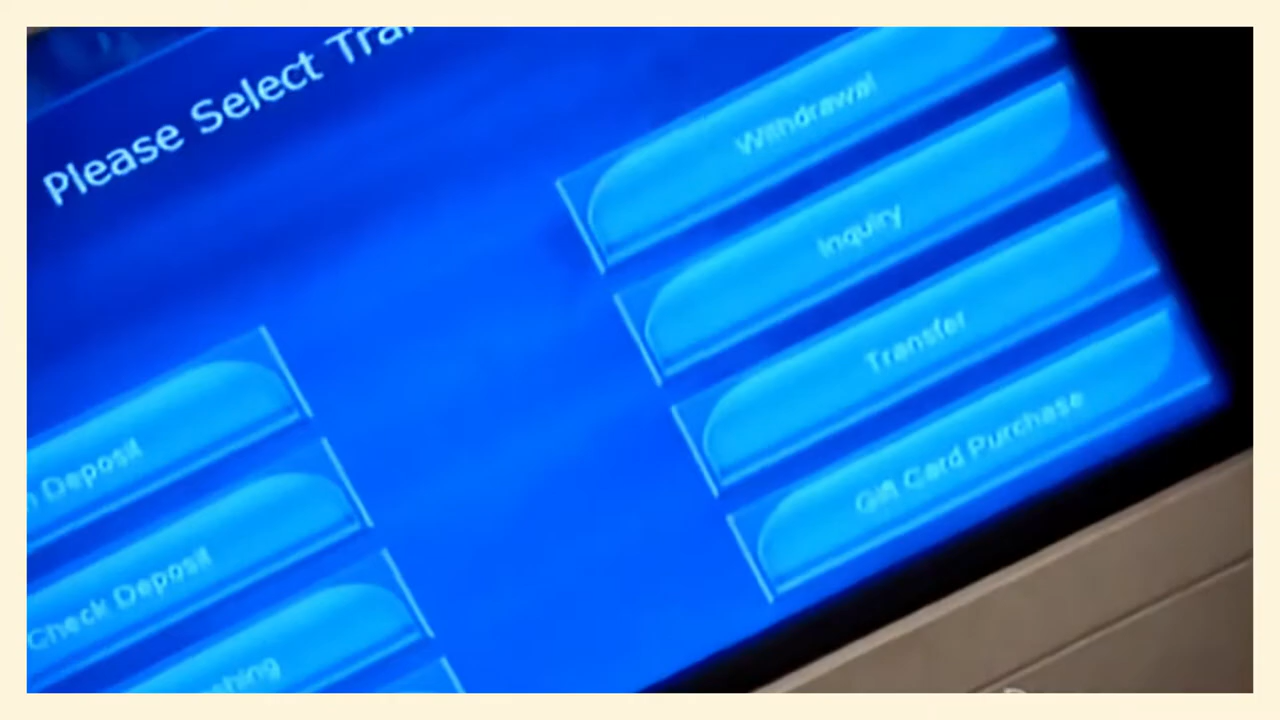 Please Select Tra
Withdrawal
Inquiry
Transfer
Gift Card Purchase
Deposit
Check Deposit